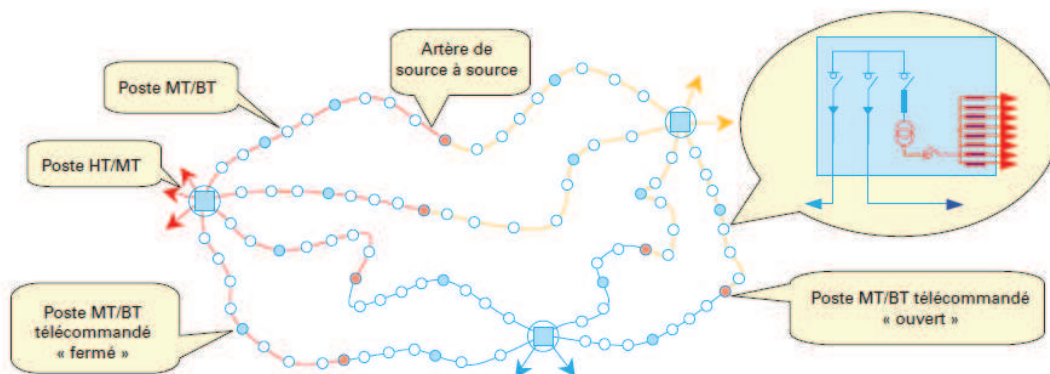 Artère de
source à source
Poste MT/BT
Poste HT/MT
Poste MT/BT
télécommandé
« fermé »
Poste MT/BT télécommandé
« ouvert »